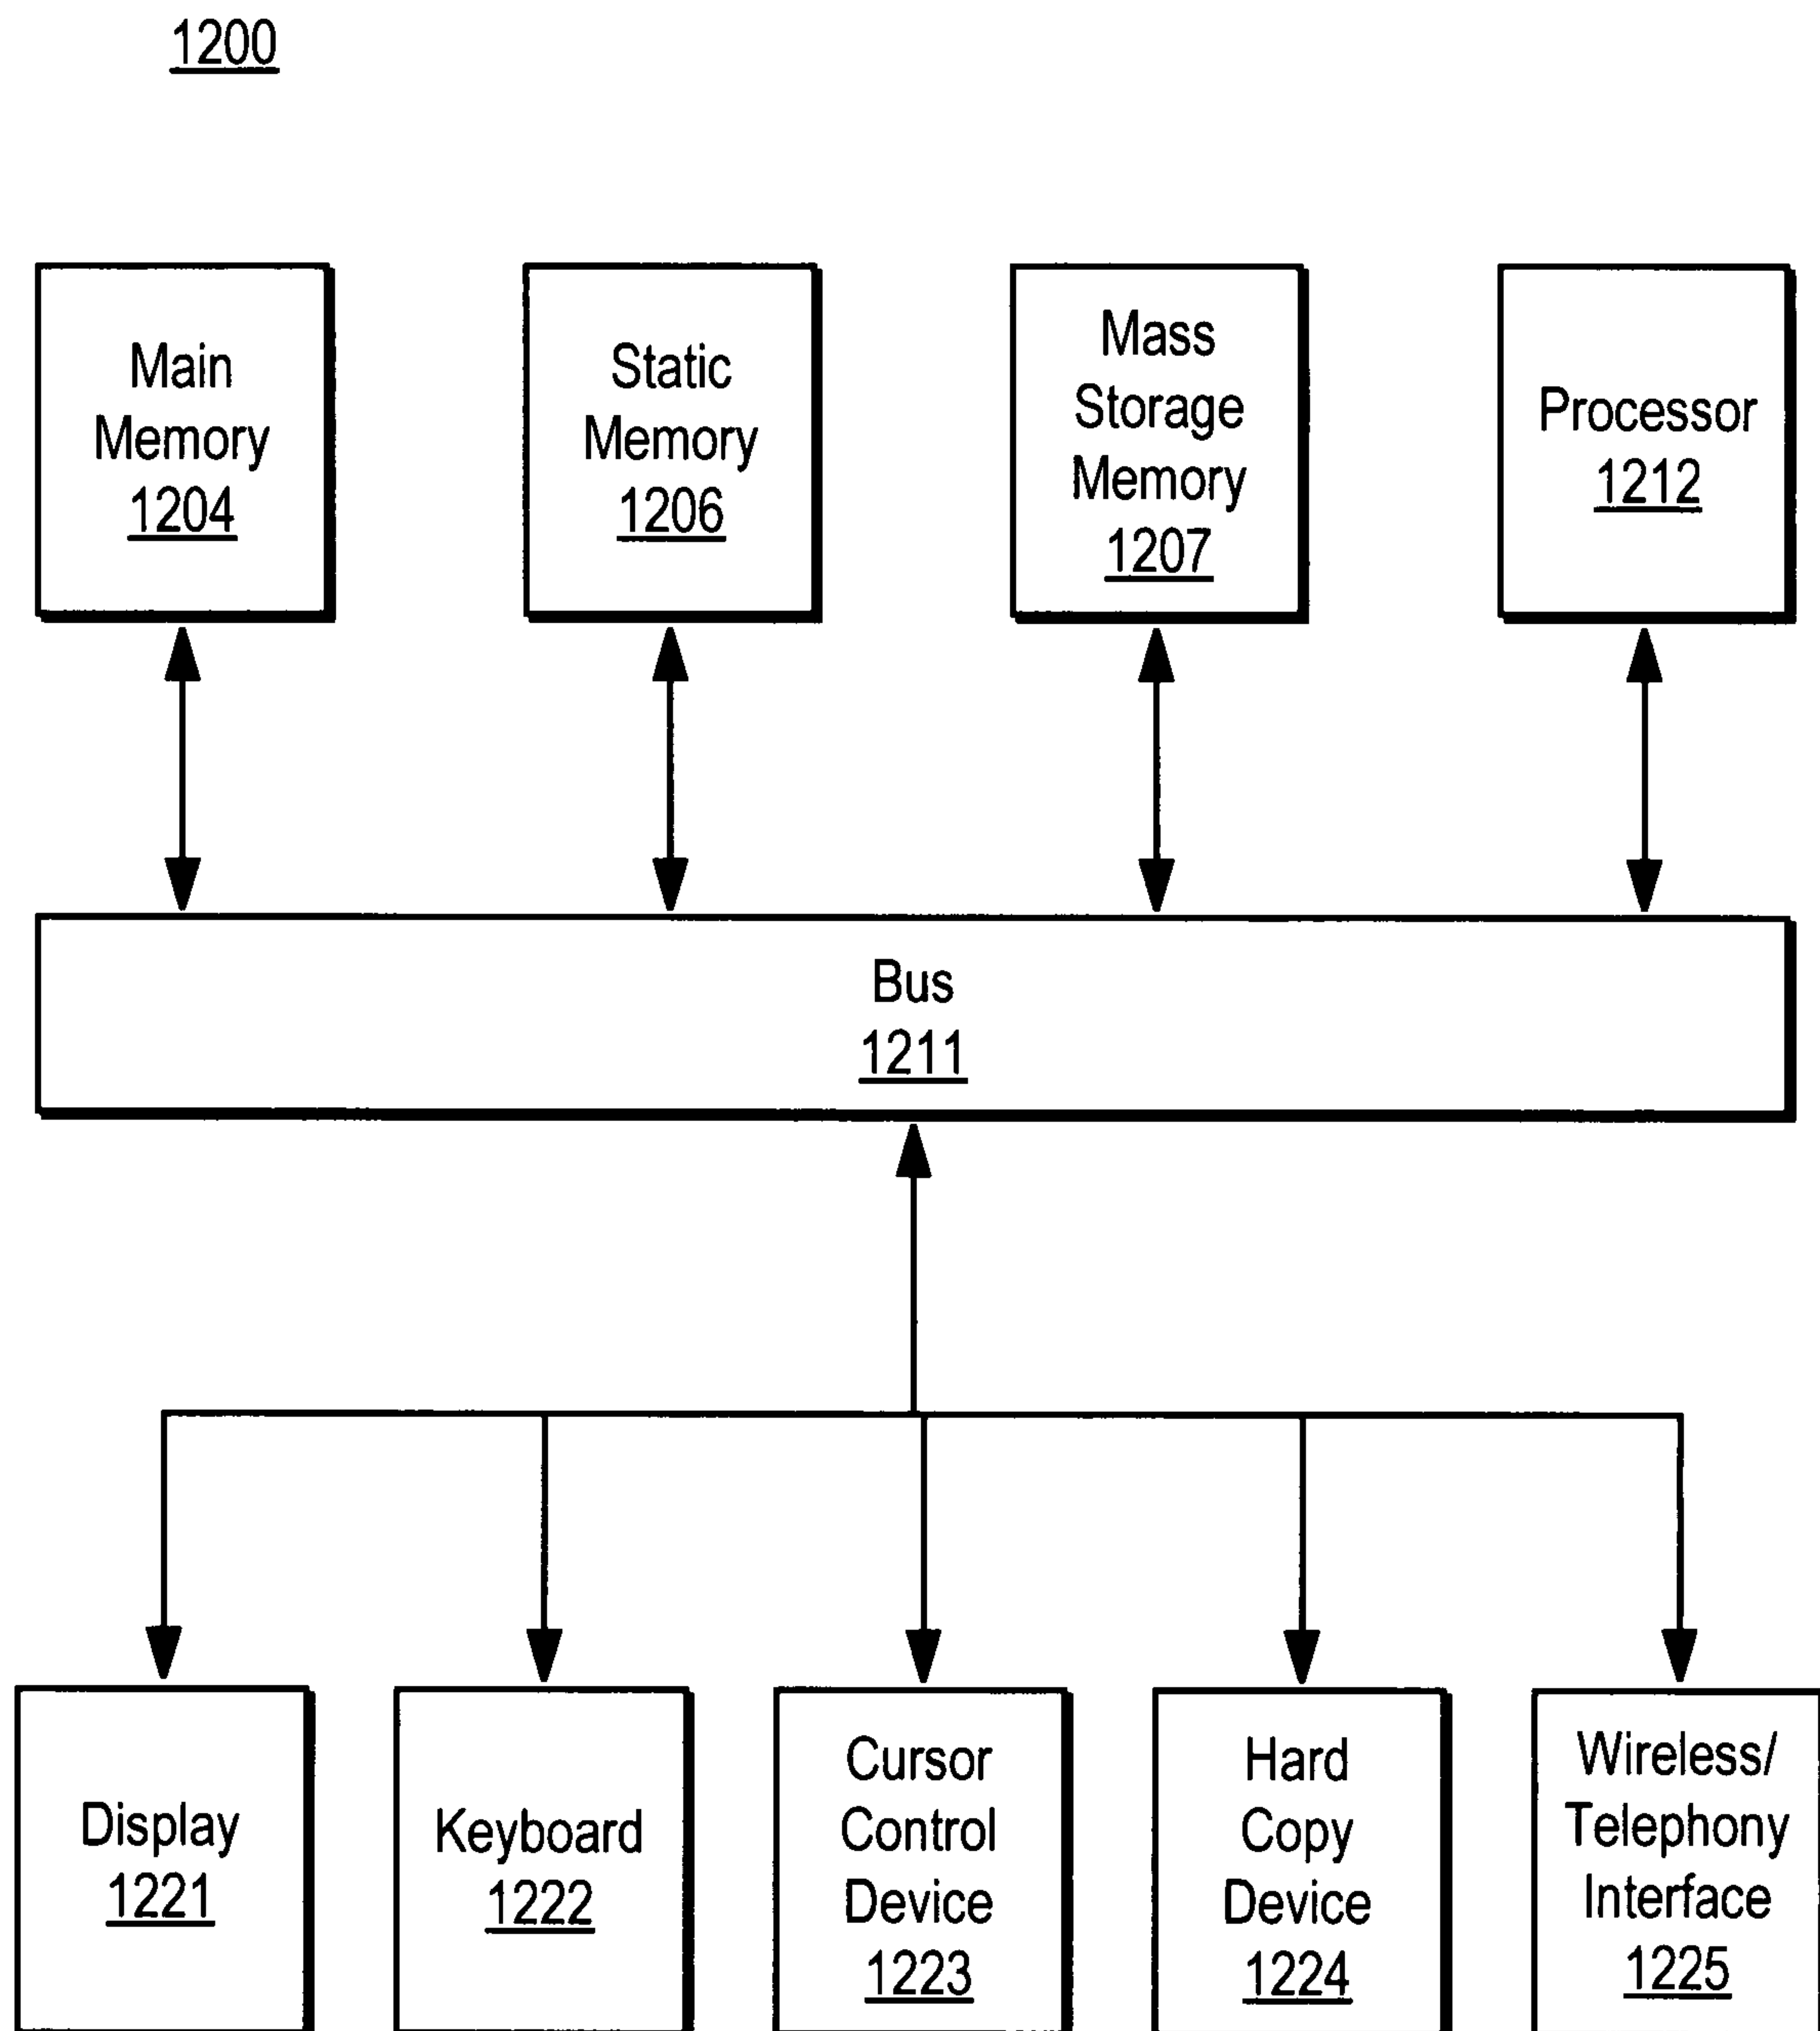 1200
Main
Memory
1204
Static
Memory
1206
Mass
Storage
Memory
1207
Processor
1212
Bus
1211
Display
1221
Keyboard
1222
Cursor
Control
Device
1223
Hard
Copy
Device
1224
Wireless/
Telephony
Interface
1225